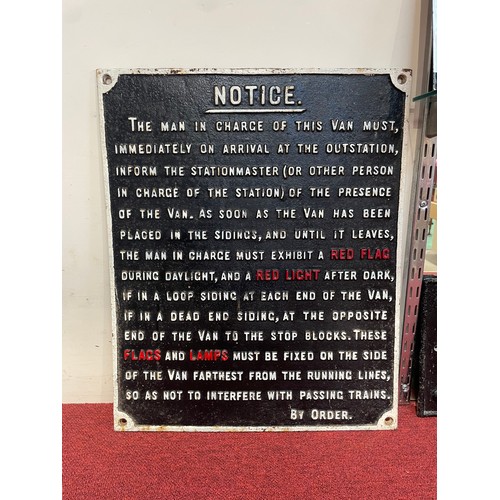 NOTICE.
THE MAN IN CHARGE OF THIS VAN MUST,
IMMEDIATELY ON ARRIVAL AT THE OUTSTATION,
INFORM THE STATIONMASTER (OR OTHER PERSON
IN CHARGE OF THE STATION) OF THE PRESENCE
OF THE VAN. AS SOON AS THE VAN HAS BEEN
PLACED IN THE SIDINGS, AND UNTIL IT LEAVES,
THE MAN IN CHARGE MUST EXHIBIT A RED FLAG
DURING DAYLIGHT, AND A RED LIGHT AFTER DARK,
IF IN A LOOP SIDING AT EACH END OF THE VAN,
IF IN A DEAD END SIDING, AT THE OPPOSITE
END OF THE VAN TO THE STOP BLOCKS. THESE
FLAGS AND LAMPS MUST BE FIXED ON THE SIDE
OF THE VAN FARTHEST FROM THE RUNNING LINES,
SO AS NOT TO INTERFERE WITH PASSING TRAINS.
BY ORDER.